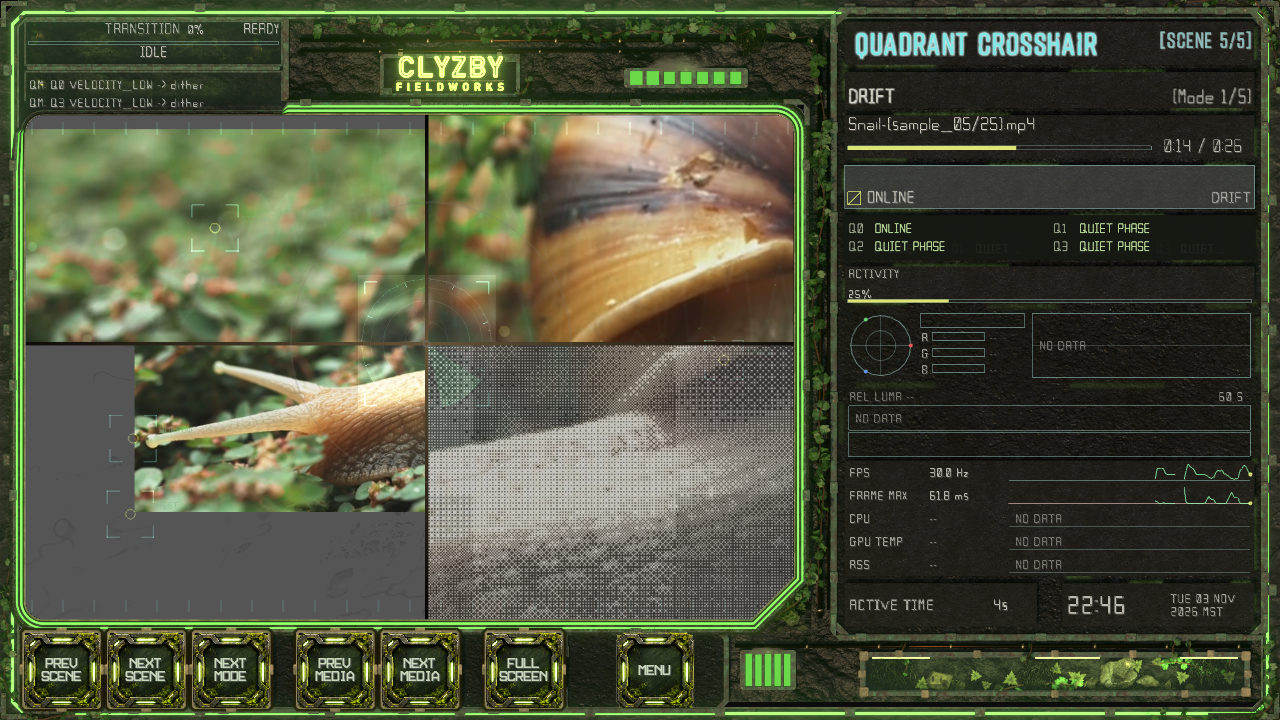 TRANSITION 0% READY
IDLE
QM Q0 VELOCITY_LOW -> dither
QM Q3 VELOCITY_LOW -> dither
CLYZBY
FIELDWORKS
QUADRANT CROSSHAIR [SCENE 5/5]
DRIFT (Mode 1/5)
Snail-(sample__05/25).mp4
0:14 / 0:26
ONLINE DRIFT
Q0 ONLINE Q1 QUIET PHASE
Q2 QUIET PHASE Q3 QUIET PHASE
ACTIVITY
25%
R --
G --
B --
NO DATA
REL LUMA -- 60 S
NO DATA
FPS 30.0 Hz
FRAME MAX 61.8 mS
CPU -- NO DATA
GPU TEMP -- NO DATA
RSS -- NO DATA
ACTIVE TIME 4s
22:46
TUE 03 NOV
2026 MST
PREV SCENE
NEXT SCENE
NEXT MODE
PREV MEDIA
NEXT MEDIA
FULL SCREEN
MENU